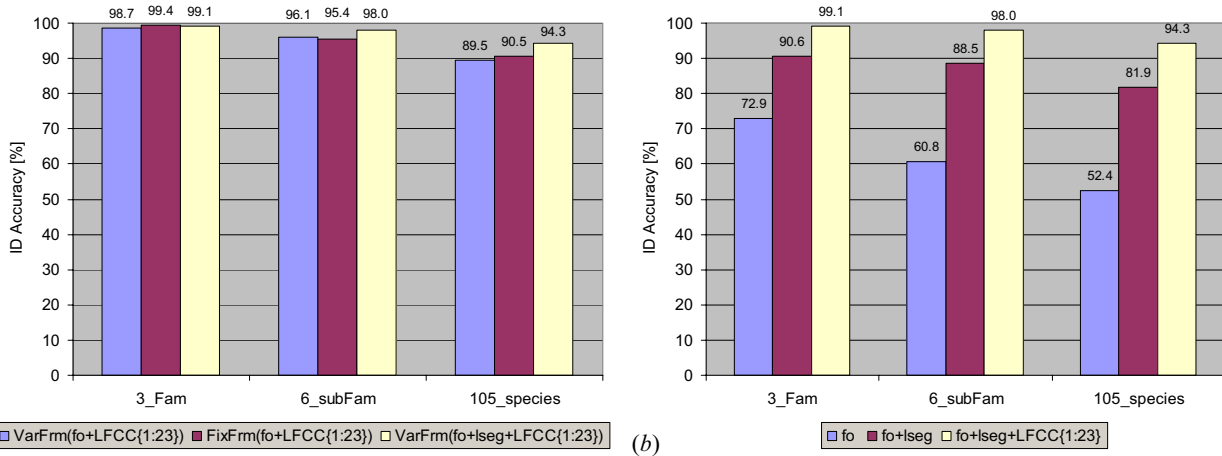 98.7 99.4 99.1 96.1 95.4 98.0 89.5 90.5 94.3
100
90
80
70
60
50
40
30
20
10
0
ID Accuracy [%]
3_Fam 6_subFam 105_species
VarFrm(fo+LFCC{1:23}) FixFrm(fo+LFCC{1:23}) VarFrm(fo+lseg+LFCC{1:23})
(b)
72.9 90.6 99.1 60.8 88.5 98.0 52.4 81.9 94.3
100
90
80
70
60
50
40
30
20
10
0
ID Accuracy [%]
3_Fam 6_subFam 105_species
fo fo+lseg fo+lseg+LFCC{1:23}